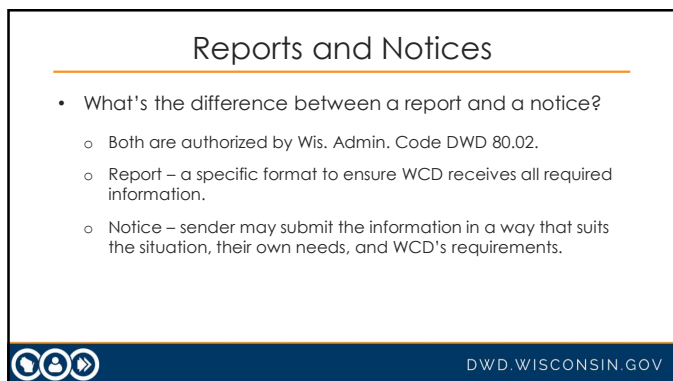 Reports and Notices
• What's the difference between a report and a notice?
o Both are authorized by Wis. Admin. Code DWD 80.02.
o Report – a specific format to ensure WCD receives all required
information.
o Notice – sender may submit the information in a way that suits
the situation, their own needs, and WCD's requirements.
DWD.WISCONSIN.GOV